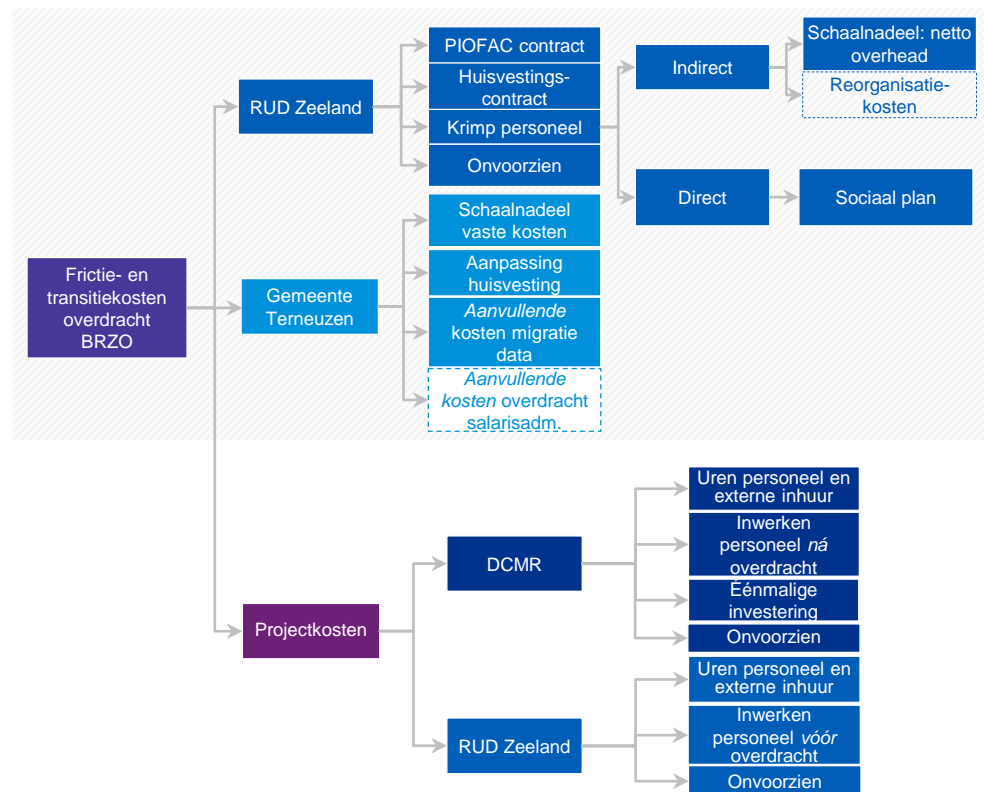 Frictie- en
transitiekosten
overdracht
BRZO
RUD Zeeland
PIOFAC contract
Huisvestings-
contract
Krimp personeel
Onvoorzien
Indirect
Schaalnadeel: netto
overhead
Reorganisatie-
kosten
Direct
Sociaal plan
Gemeente
Terneuzen
Schaalnadeel
vaste kosten
Aanpassing
huisvesting
Aanvullende
kosten migratie
data
Aanvullende
kosten overdracht
salarisadm.
Projectkosten
DCMR
Uren personeel en
externe inhuur
Inwerken
personeel ná
overdracht
Éénmalige
investering
Onvoorzien
RUD Zeeland
Uren personeel en
externe inhuur
Inwerken
personeel vóór
overdracht
Onvoorzien